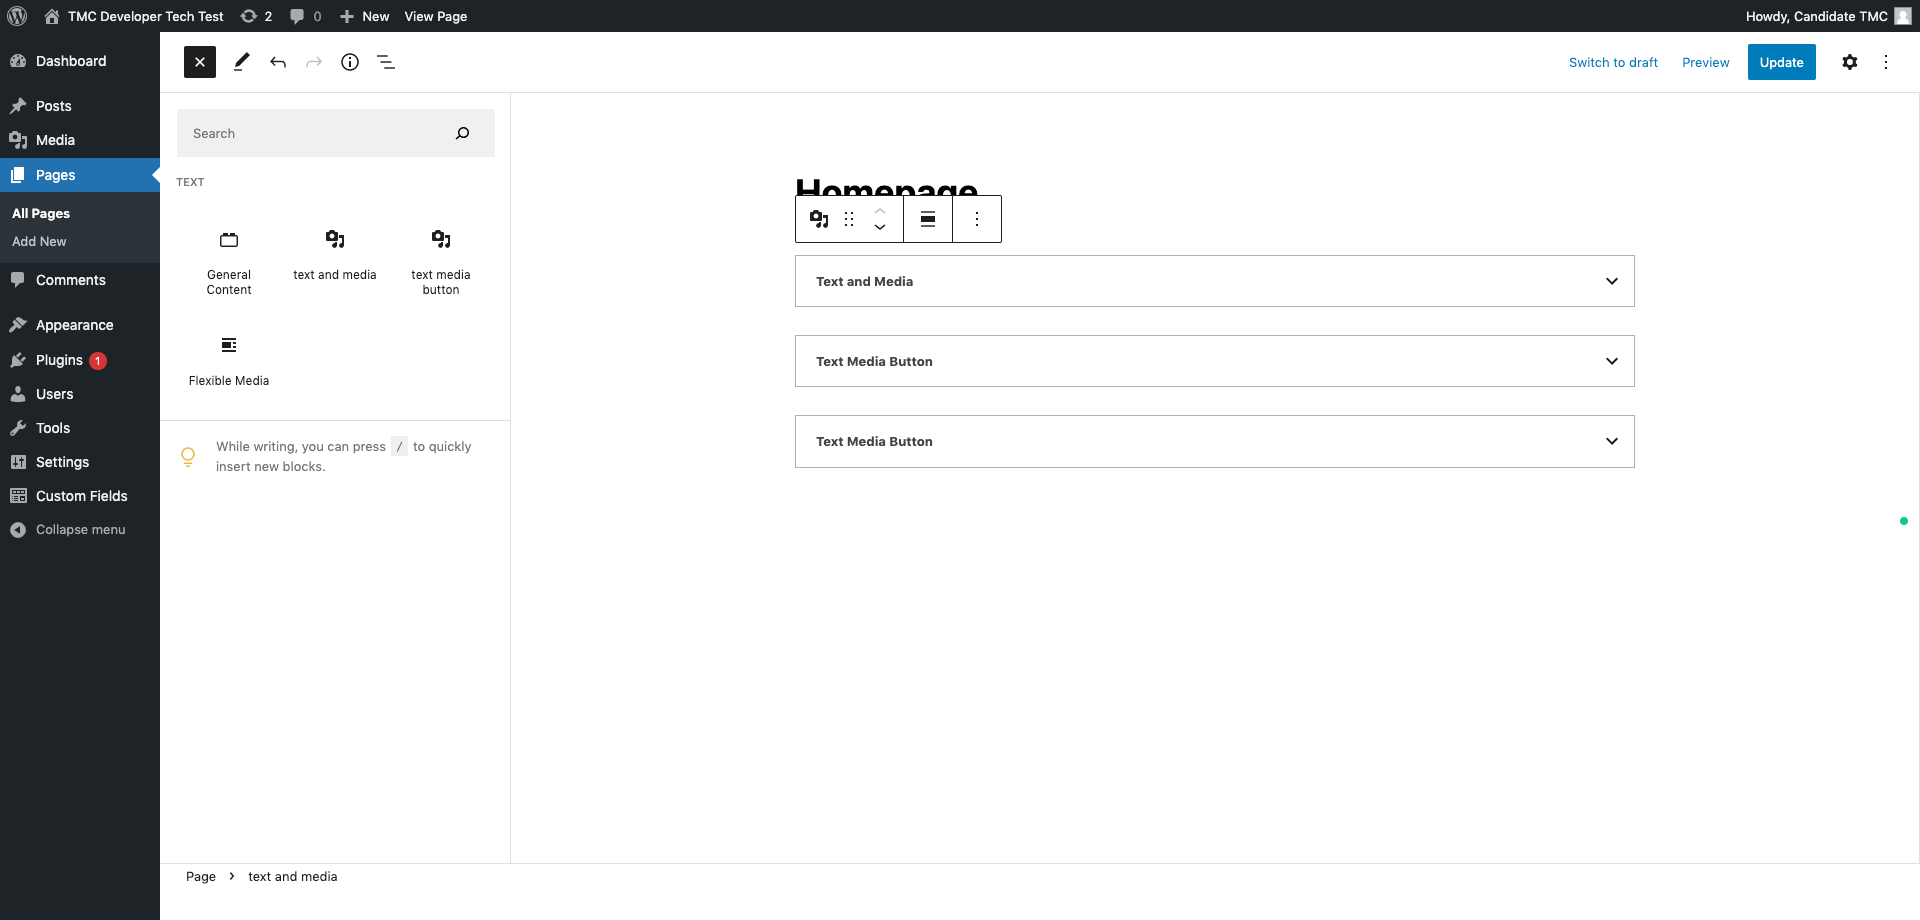 TMC Developer Tech Test
2
0
New
View Page
Howdy, Candidate TMC
Dashboard
Posts
Media
Pages
All Pages
Add New
Comments
Appearance
Plugins 1
Users
Tools
Settings
Custom Fields
Collapse menu
Switch to draft
Preview
Update
Search
TEXT
General
Content
text and media
text media
button
Flexible Media
While writing, you can press / to quickly
insert new blocks.
Homepage
Text and Media
Text Media Button
Text Media Button
Page
text and media